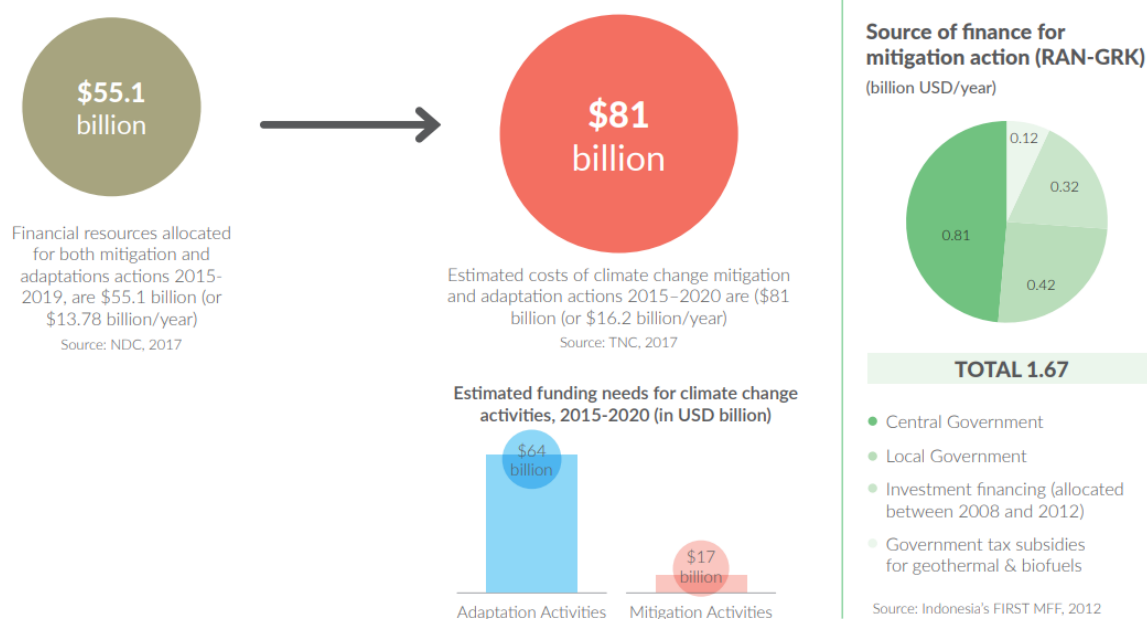 $55.1
billion
Financial resources allocated
for both mitigation and
adaptations actions 2015-
2019, are $55.1 billion (or
$13.78 billion/year)
Source: NDC, 2017
$81
billion
Estimated costs of climate change mitigation
and adaptation actions 2015–2020 are ($81
billion (or $16.2 billion/year)
Source: TNC, 2017
Estimated funding needs for climate change
activities, 2015-2020 (in USD billion)
$64
billion
$17
billion
Adaptation Activities
Mitigation Activities
Source of finance for
mitigation action (RAN-GRK)
(billion USD/year)
0.12
0.32
0.81
0.42
TOTAL 1.67
Central Government
Local Government
Investment financing (allocated
between 2008 and 2012)
Government tax subsidies
for geothermal & biofuels
Source: Indonesia's FIRST MFF, 2012